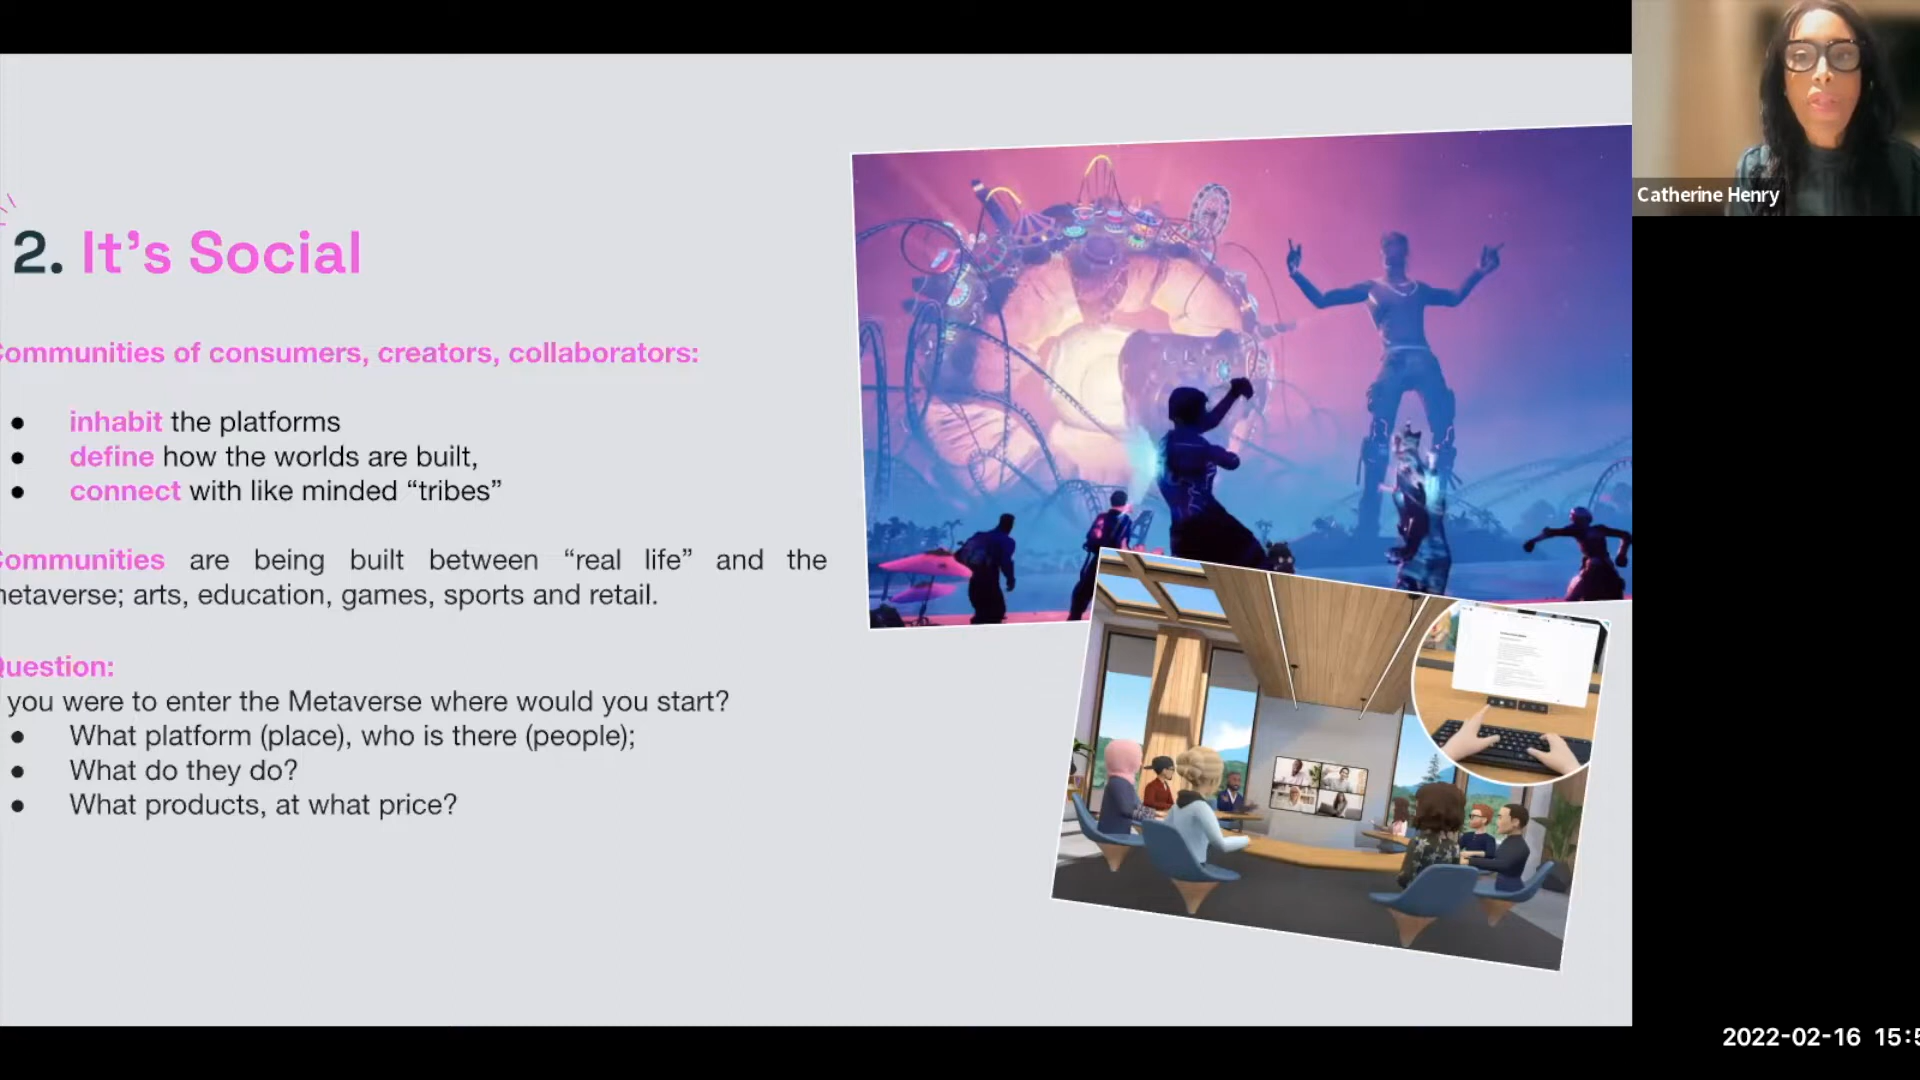 2. It’s Social
ommunities of consumers, creators, collaborators:
● inhabit the platforms
● define how the worlds are built,
● connect with like minded “tribes”
ommunities are being built between “real life” and the
etaverse; arts, education, games, sports and retail.
uestion:
you were to enter the Metaverse where would you start?
● What platform (place), who is there (people);
● What do they do?
● What products, at what price?
Catherine Henry
2022-02-16 15:5